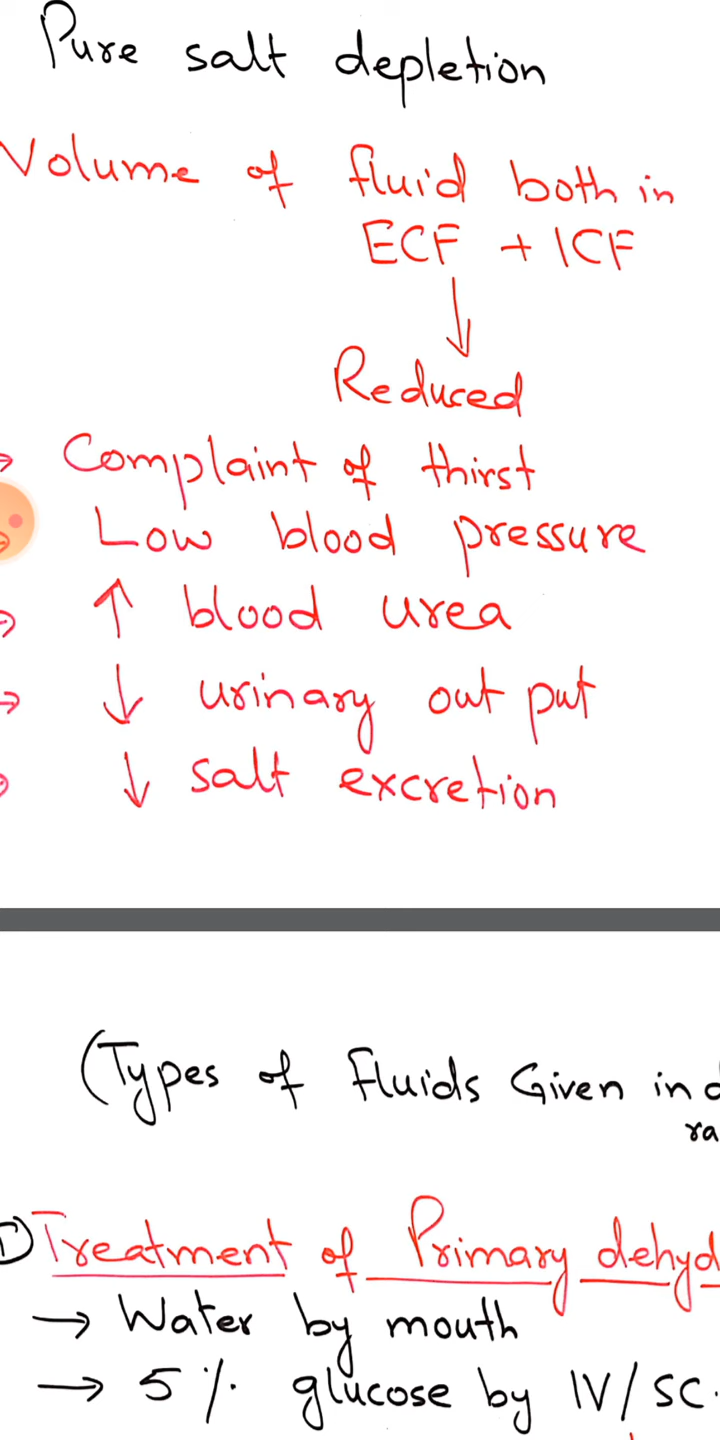 Pure salt depletion
Volume of fluid both in
ECF + ICF
↓
Reduced
→ Complaint of thirst
→ Low blood pressure
→ ↑ blood urea
→ ↓ urinary out put
→ ↓ salt excretion
(Types of Fluids Given in
① Treatment of Primary
→ Water by mouth
→ 5 % glucose by IV/SC.